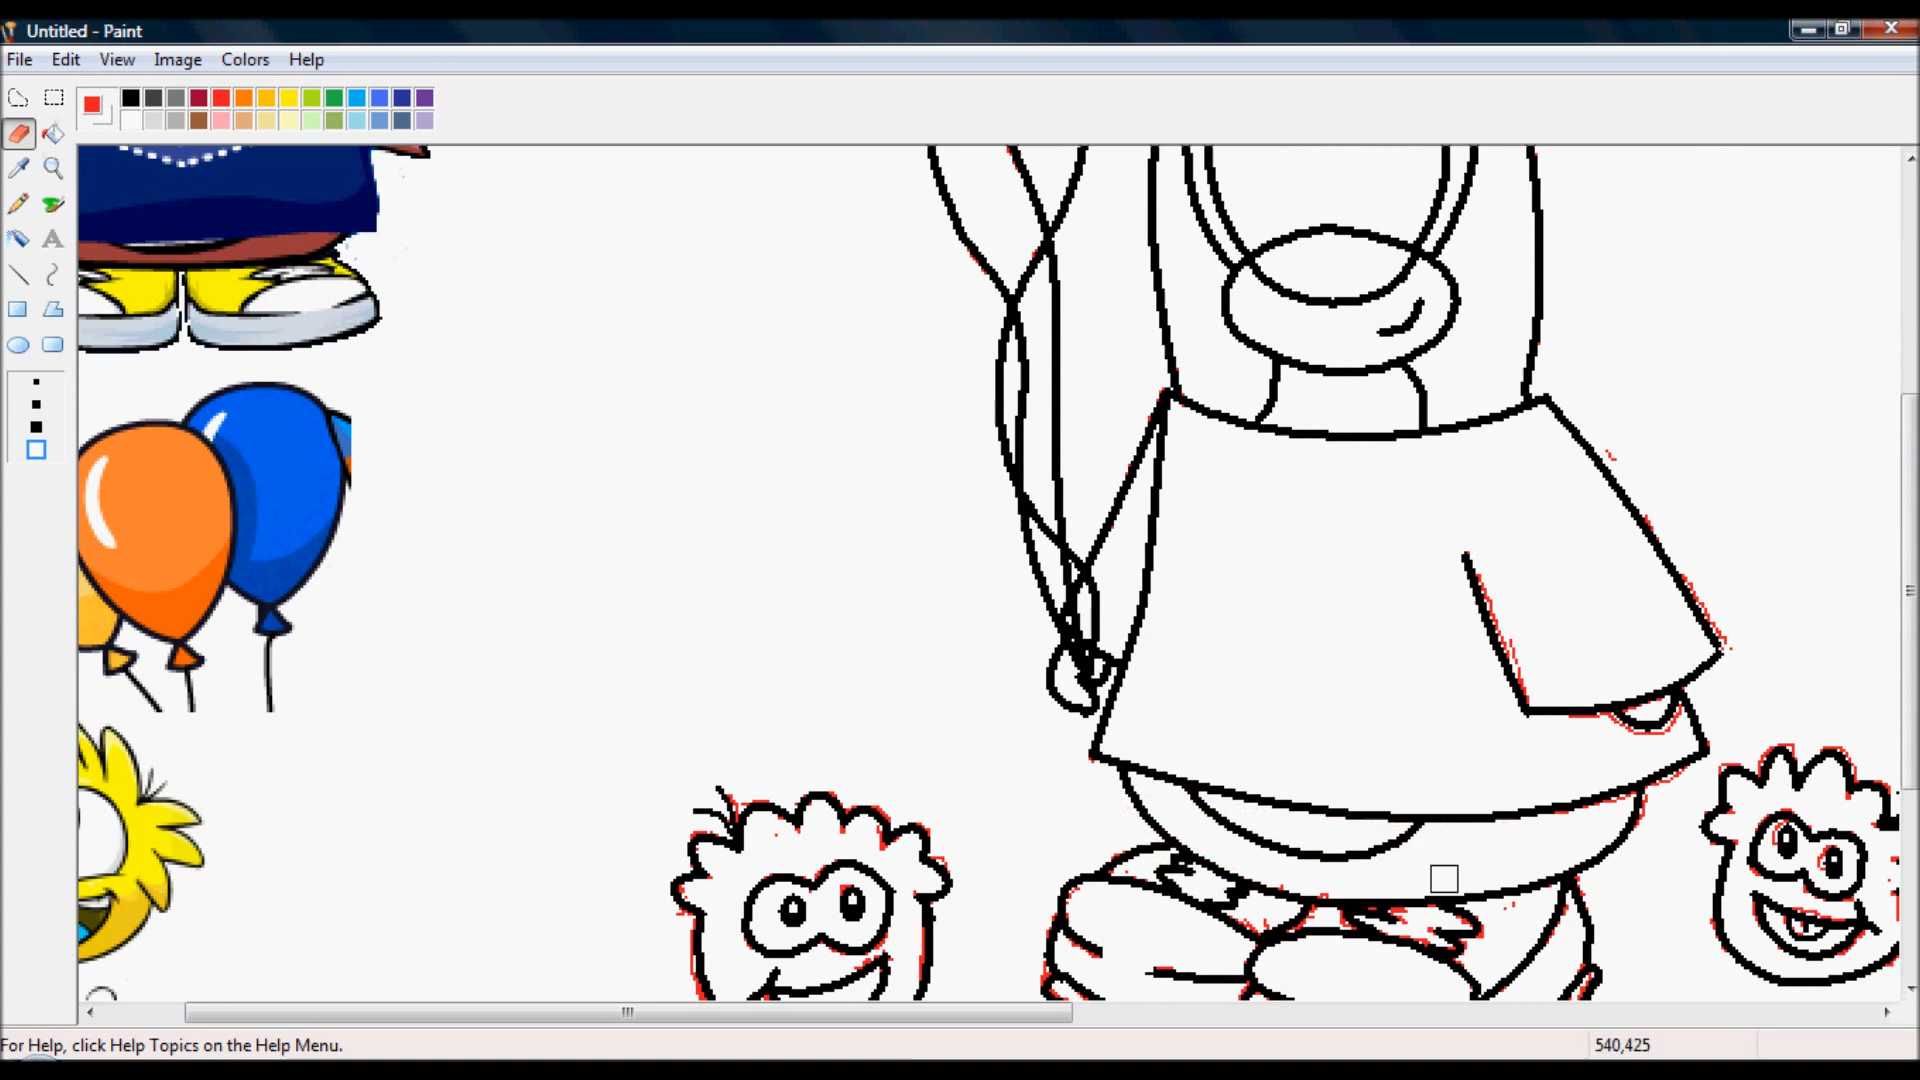 Untitled - Paint
File Edit View Image Colors Help
A
For Help, click Help Topics on the Help Menu.
540,425